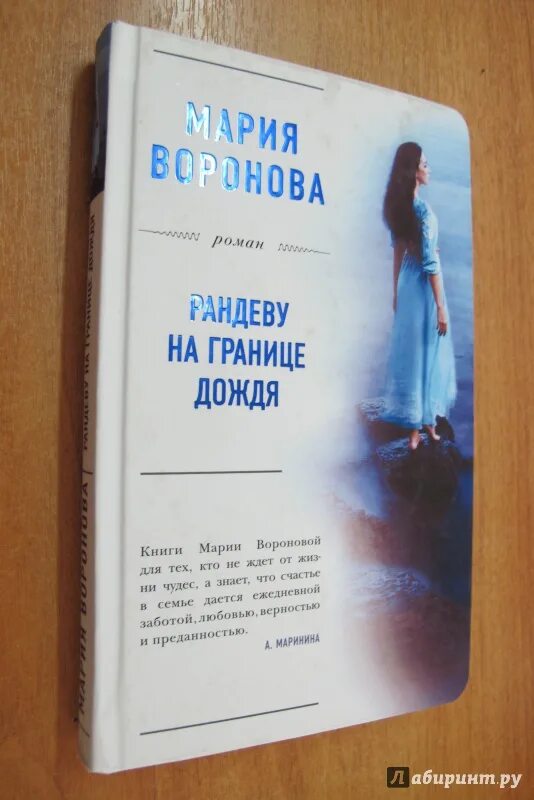 МАРИЯ
ВОРОНОВА
роман
РАНДЕВУ
НА ГРАНИЦЕ
ДОЖДЯ
Книги Марии Вороновой
для тех, кто не ждет от жиз-
ни чудес, а знает, что счастье
в семье дается ежедневной
заботой, любовью, верностью
и преданностью.
А. МАРИНИНА
МАРИЯ ВОРОНОВА / РАНДЕВУ НА ГРАНИЦЕ ДОЖДЯ
Лабиринт.ру